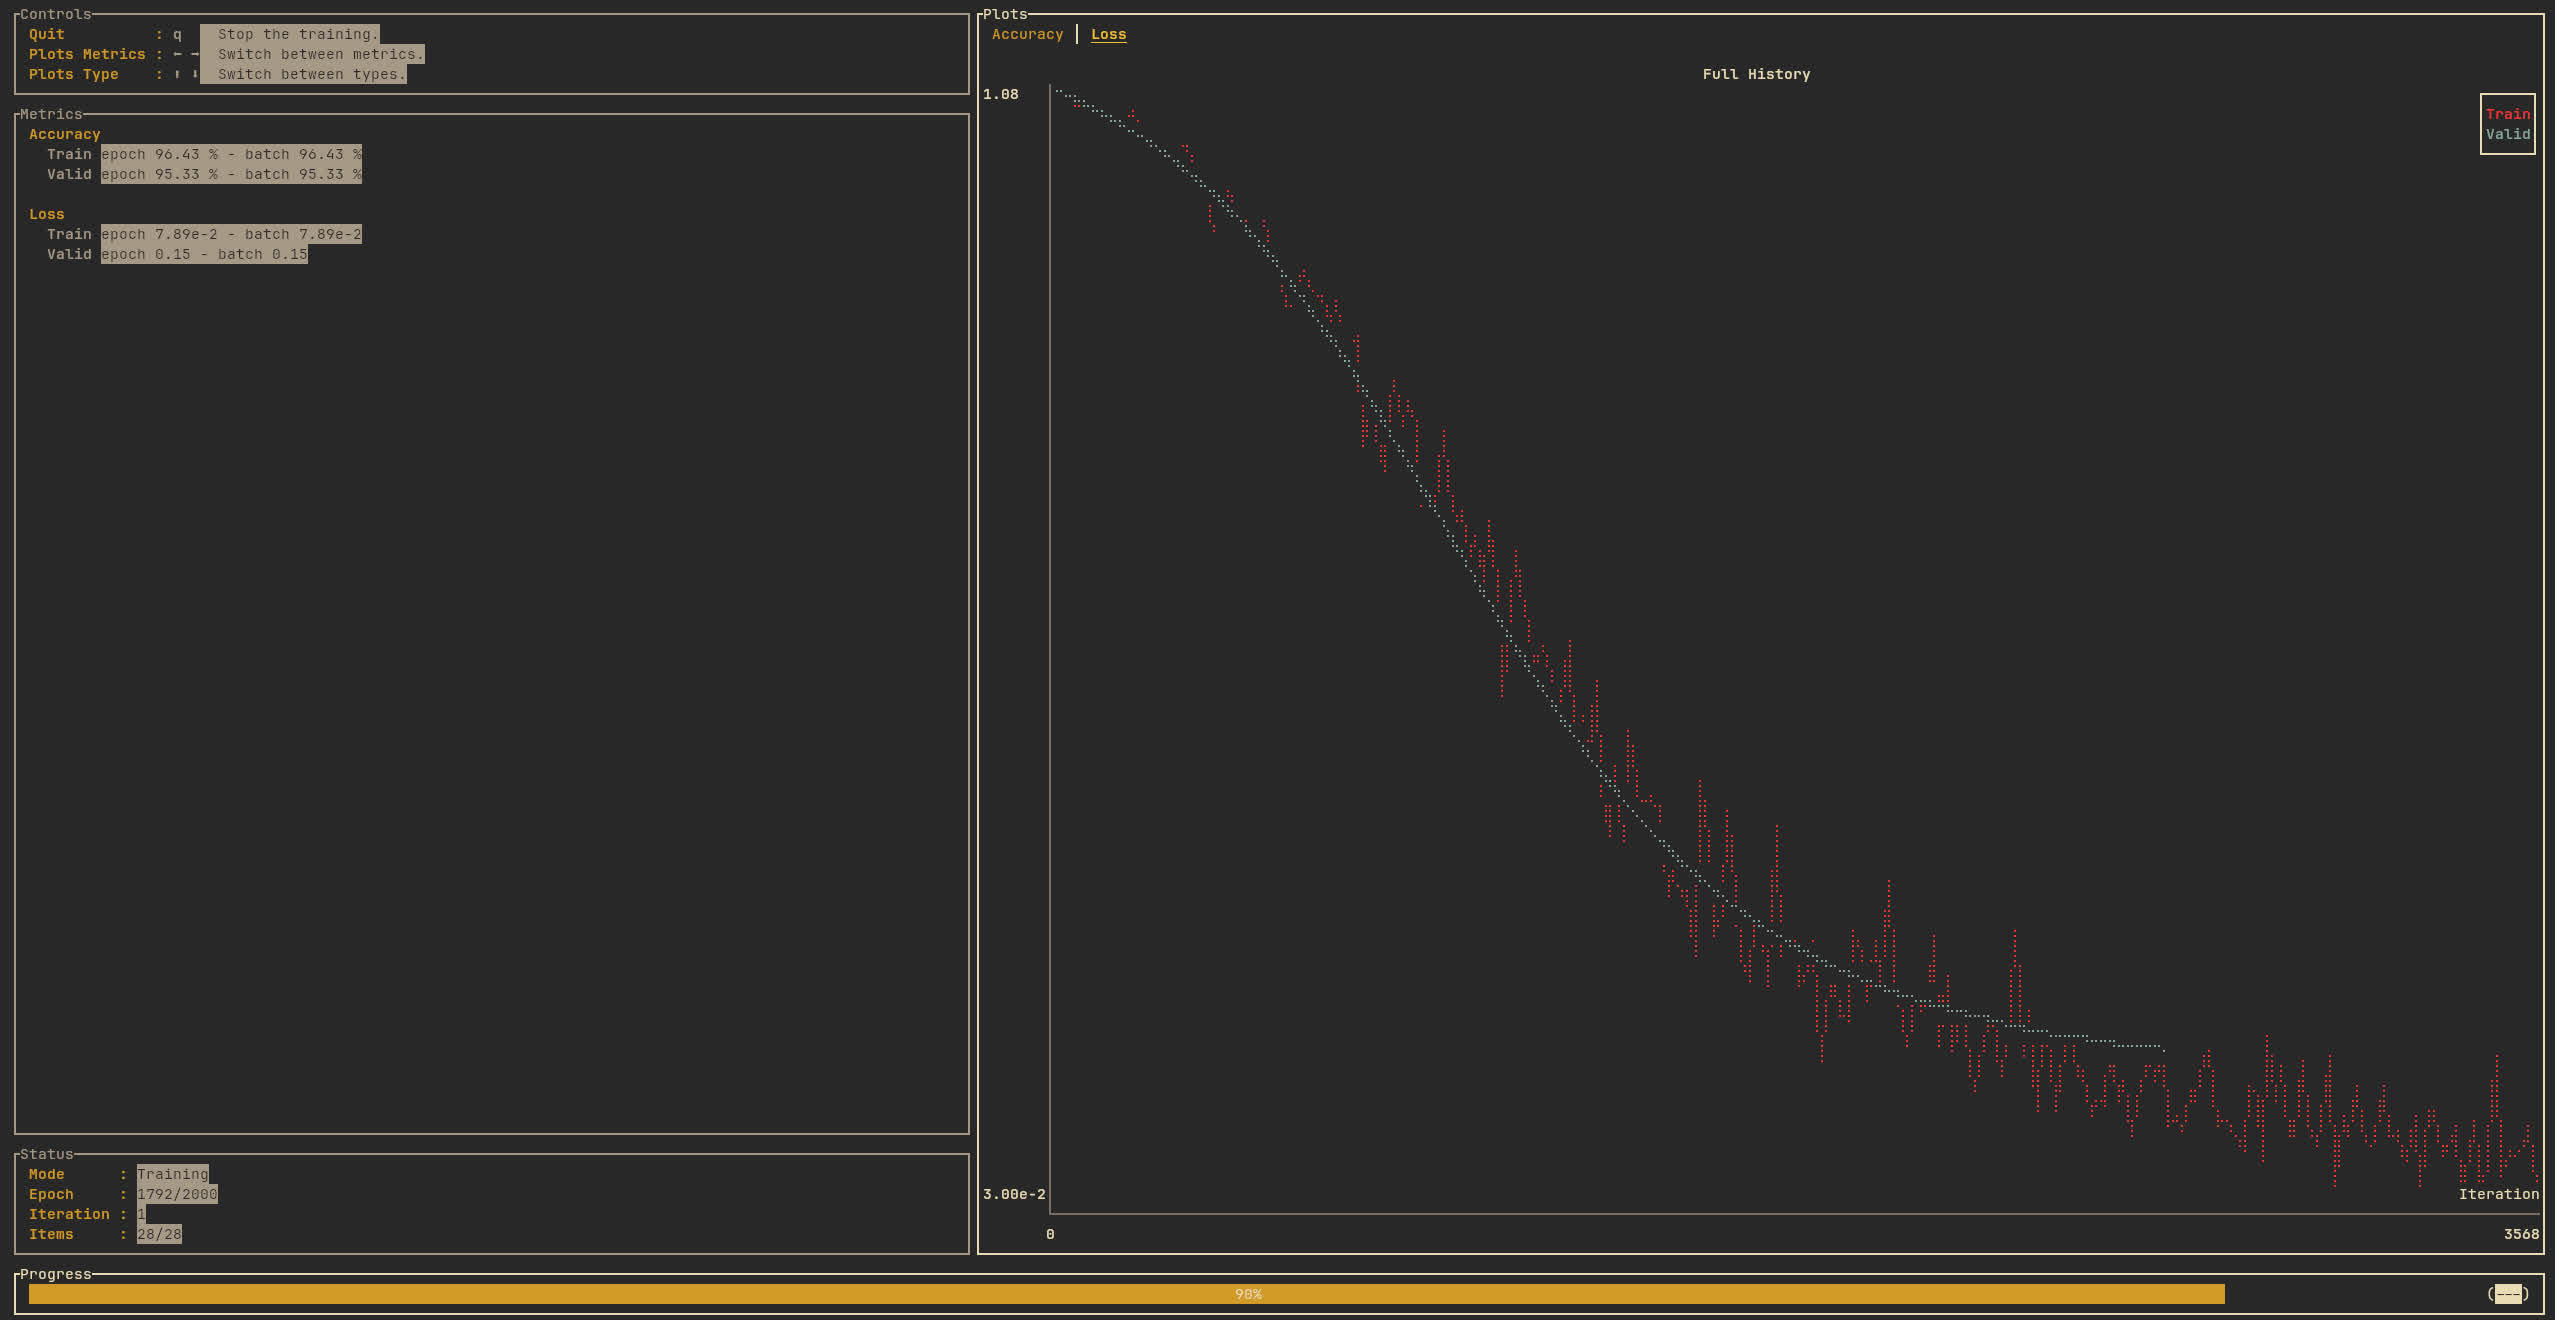 Controls
Quit : q Stop the training.
Plots Metrics : ← → Switch between metrics.
Plots Type : ⬆ ⬇ Switch between types.
Metrics
Accuracy
Train epoch 96.43 % - batch 96.43 %
Valid epoch 95.33 % - batch 95.33 %
Loss
Train epoch 7.89e-2 - batch 7.89e-2
Valid epoch 0.15 - batch 0.15
Status
Mode : Training
Epoch : 1792/2000
Iteration : 1
Items : 28/28
Plots
Accuracy | Loss
Full History
1.08
Train
Valid
3.00e-2
Iteration
0
3568
Progress
90%
(---)